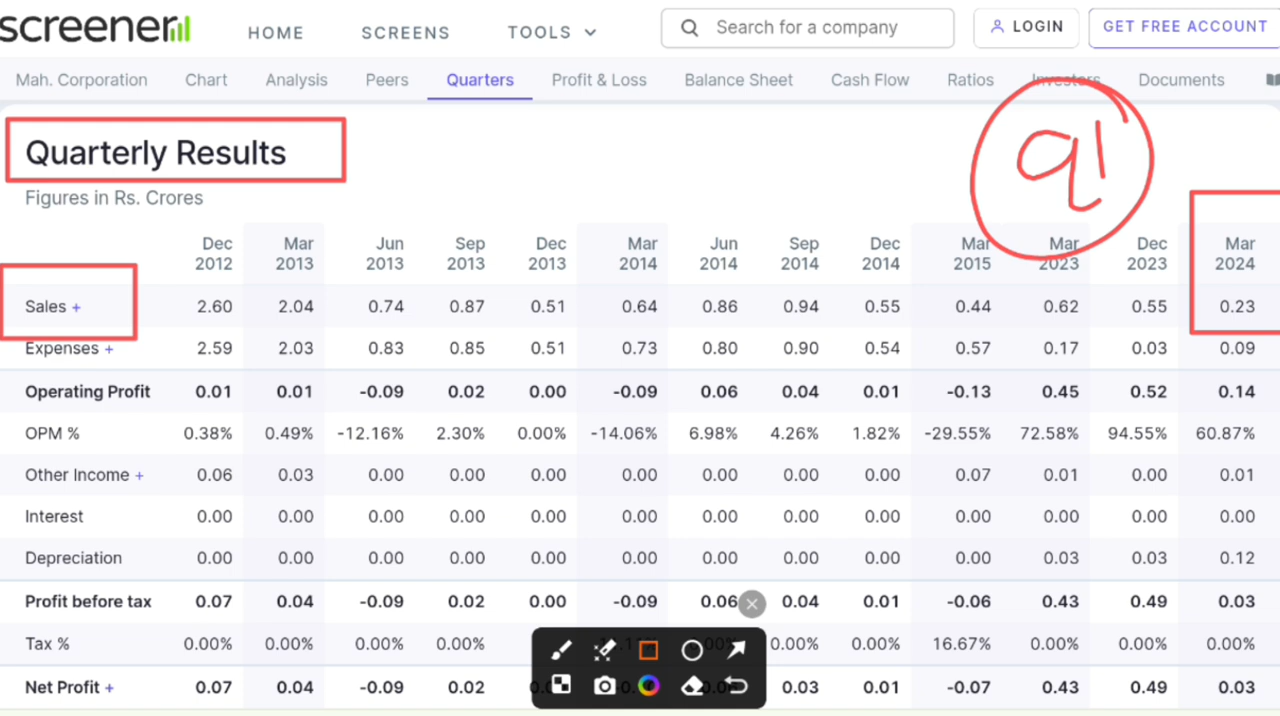 screener
HOME SCREENS TOOLS
Search for a company
LOGIN
GET FREE ACCOUNT
Mah. Corporation Chart Analysis Peers Quarters Profit & Loss Balance Sheet Cash Flow Ratios Investors Documents
Quarterly Results
Figures in Rs. Crores
Q1
Dec 2012 Mar 2013 Jun 2013 Sep 2013 Dec 2013 Mar 2014 Jun 2014 Sep 2014 Dec 2014 Mar 2015 Mar 2023 Dec 2023 Mar 2024
Sales + 2.60 2.04 0.74 0.87 0.51 0.64 0.86 0.94 0.55 0.44 0.62 0.55 0.23
Expenses + 2.59 2.03 0.83 0.85 0.51 0.73 0.80 0.90 0.54 0.57 0.17 0.03 0.09
Operating Profit 0.01 0.01 -0.09 0.02 0.00 -0.09 0.06 0.04 0.01 -0.13 0.45 0.52 0.14
OPM % 0.38% 0.49% -12.16% 2.30% 0.00% -14.06% 6.98% 4.26% 1.82% -29.55% 72.58% 94.55% 60.87%
Other Income + 0.06 0.03 0.00 0.00 0.00 0.00 0.00 0.00 0.00 0.07 0.01 0.00 0.01
Interest 0.00 0.00 0.00 0.00 0.00 0.00 0.00 0.00 0.00 0.00 0.00 0.00 0.00
Depreciation 0.00 0.00 0.00 0.00 0.00 0.00 0.00 0.00 0.00 0.00 0.03 0.03 0.12
Profit before tax 0.07 0.04 -0.09 0.02 0.00 -0.09 0.06 0.04 0.01 -0.06 0.43 0.49 0.03
Tax % 0.00% 0.00% 0.00% 0.00% 0.00% 0.00% 16.67% 0.00% 0.00% 0.00%
Net Profit + 0.07 0.04 -0.09 0.02 0.03 0.01 -0.07 0.43 0.49 0.03